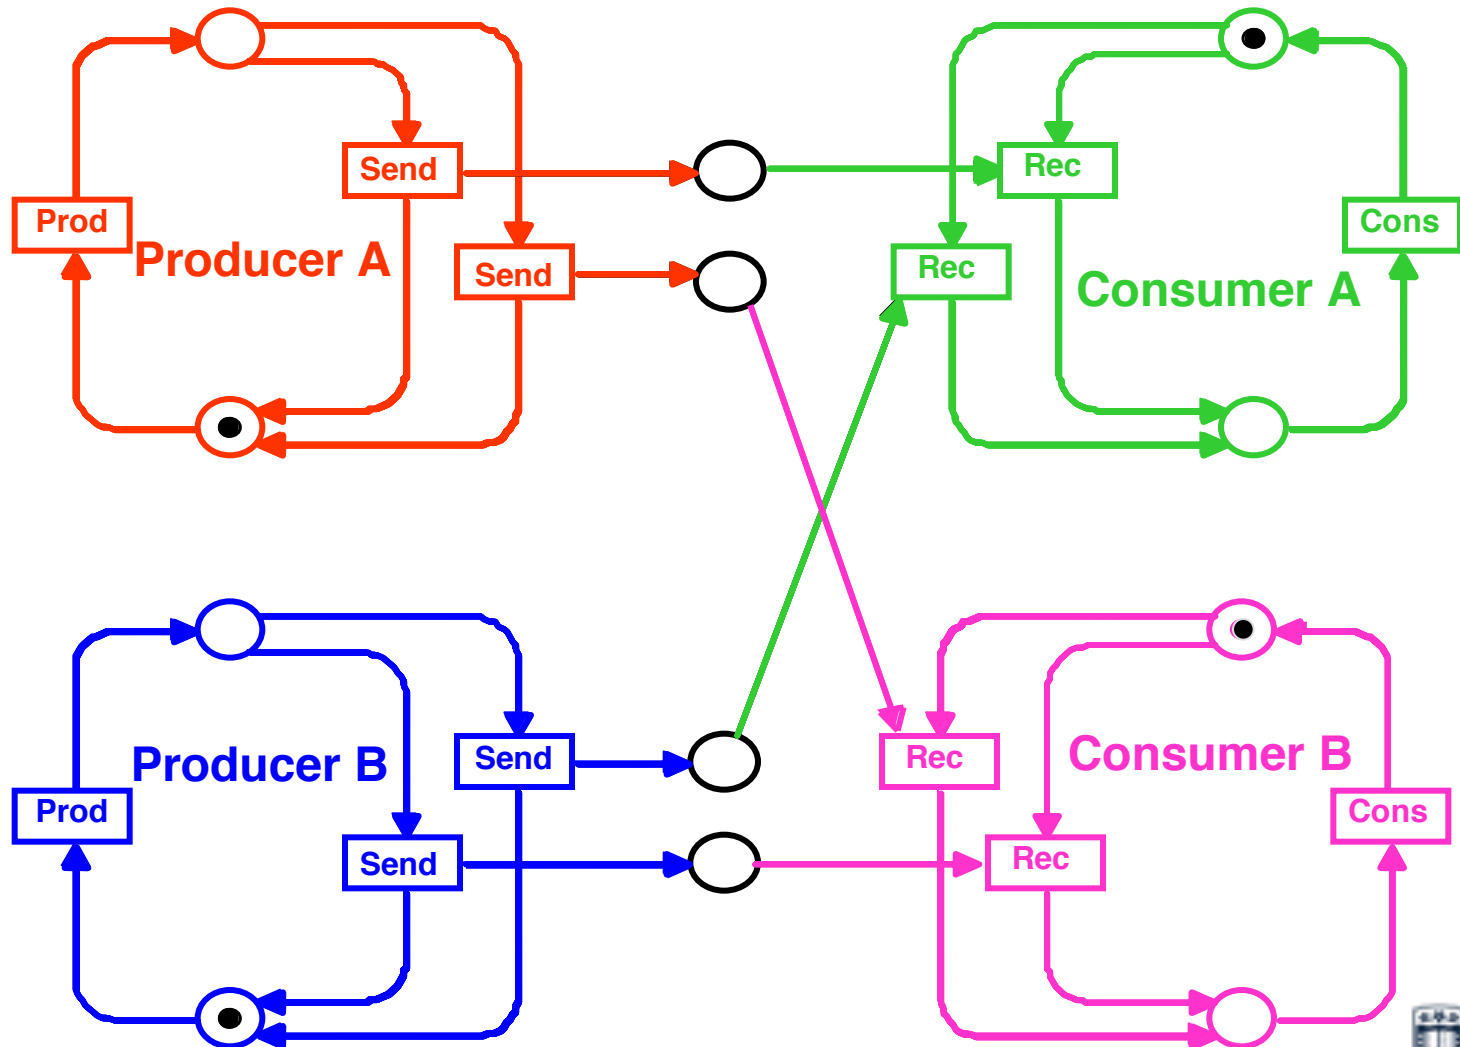 Send
Rec
Prod
Cons
Producer A
Send
Rec
Consumer A
Producer B
Send
Rec
Consumer B
Prod
Cons
Send
Rec